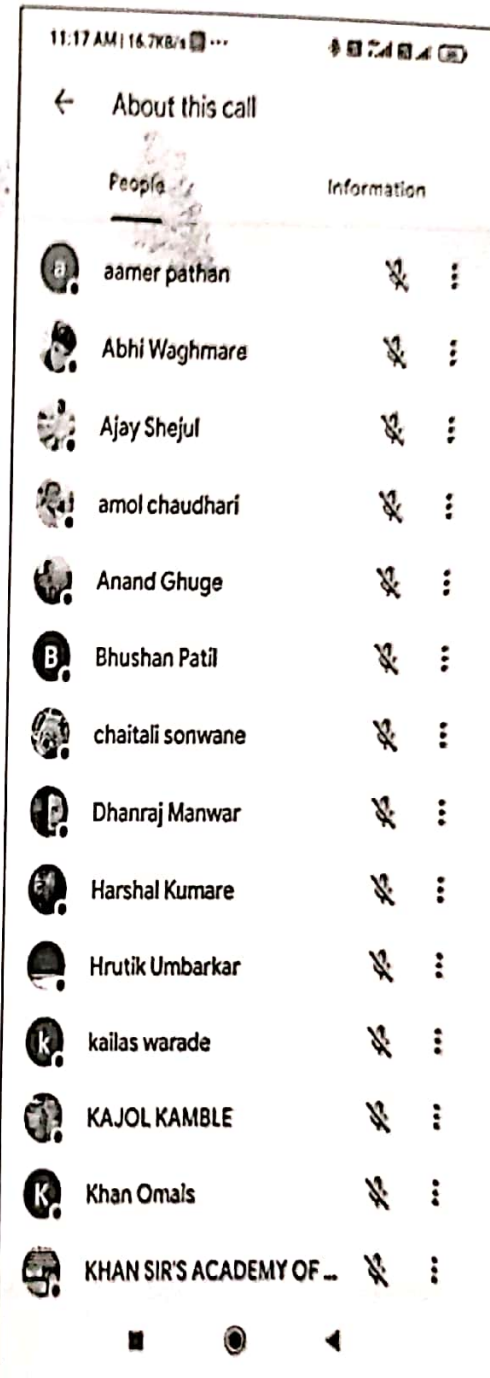 11:17 AM | 16.7KB/s ...
← About this call
People Information
a aamer pathan
Abhi Waghmare
Ajay Shejul
amol chaudhari
Anand Ghuge
B Bhushan Patil
chaitali sonwane
Dhanraj Manwar
Harshal Kumare
Hrutik Umbarkar
k kailas warade
KAJOL KAMBLE
K Khan Omais
KHAN SIR'S ACADEMY OF ...